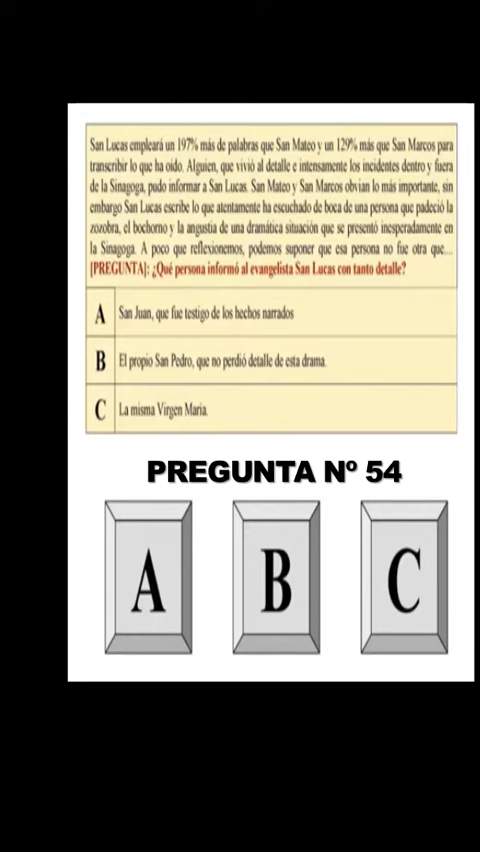 San Lucas empleará un 197% más de palabras que San Mateo y un 129% más que San Marcos para
transcribir lo que ha oído. Alguien, que vivió al detalle e intensamente los incidentes dentro y fuera
de la Sinagoga, pudo informar a San Lucas. San Mateo y San Marcos obvian lo más importante, sin
embargo San Lucas escribe lo que atentamente ha escuchado de boca de una persona que padeció la
zozobra, el bochorno y la angustia de una dramática situación que se presentó inesperadamente en
la Sinagoga. A poco que reflexionemos, podemos suponer que esa persona no fue otra que....
[PREGUNTA]: ¿Qué persona informó al evangelista San Lucas con tanto detalle?
A San Juan, que fue testigo de los hechos narrados
B El propio San Pedro, que no perdió detalle de esta drama.
C La misma Virgen María.
PREGUNTA Nº 54
A B C